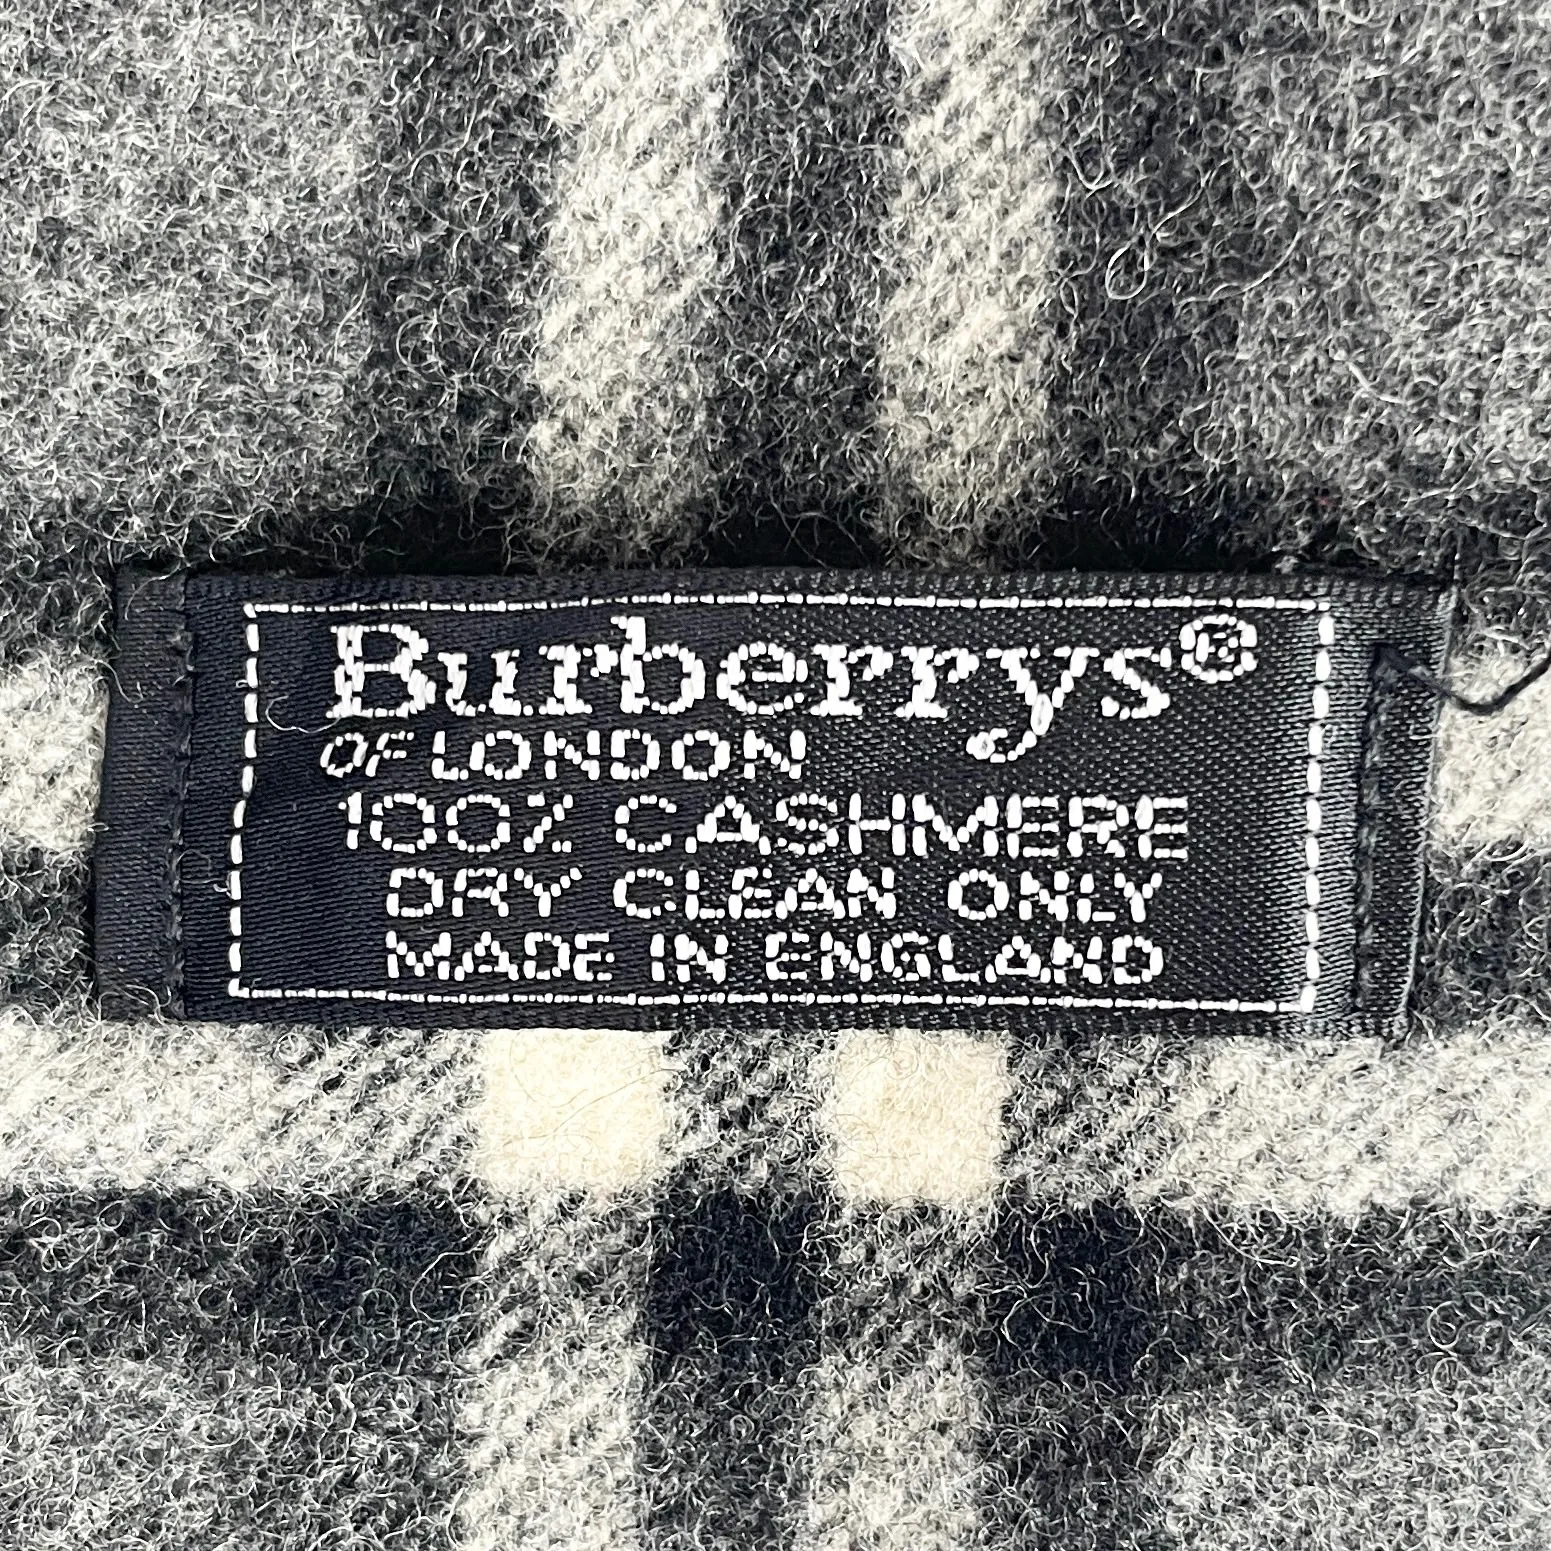 Burberrys®
OF LONDON
100% CASHMERE
DRY CLEAN ONLY
MADE IN ENGLAND